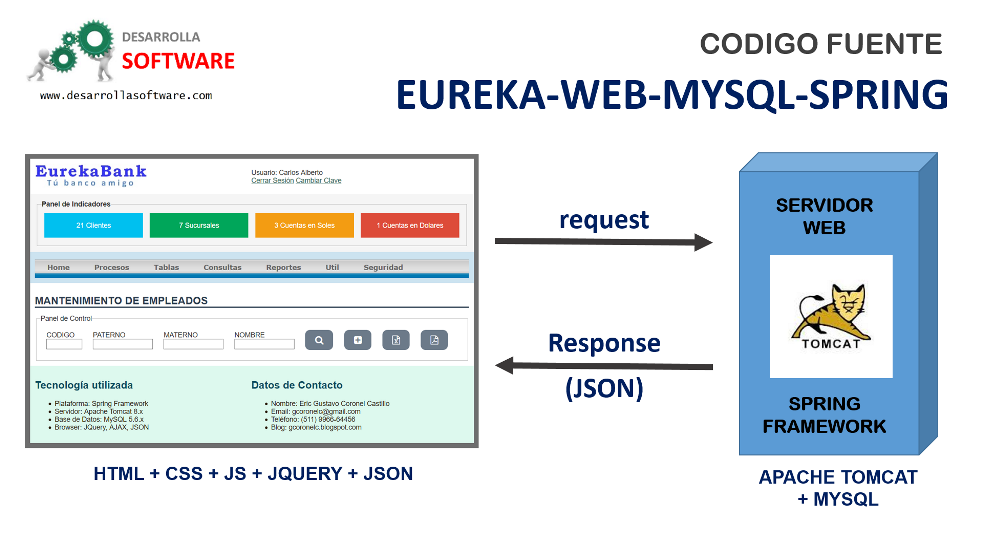 DESARROLLA
SOFTWARE
www.desarrollasoftware.com
CODIGO FUENTE
EUREKA-WEB-MYSQL-SPRING
EurekaBank
Tú banco amigo
Usuario: Carlos Alberto
Cerrar Sesión Cambiar Clave
Panel de Indicadores
21 Clientes
7 Sucursales
3 Cuentas en Soles
1 Cuentas en Dolares
Home Procesos Tablas Consultas Reportes Util Seguridad
MANTENIMIENTO DE EMPLEADOS
Panel de Control
CODIGO PATERNO MATERNO NOMBRE
Tecnología utilizada
Plataforma: Spring Framework
Servidor: Apache Tomcat 8.x
Base de Datos: MySQL 5.6.x
Browser: JQuery, AJAX, JSON
Datos de Contacto
Nombre: Eric Gustavo Coronel Castillo
Email: gcoronelc@gmail.com
Teléfono: (511) 9966-64456
Blog: gcoronelc.blogspot.com
HTML + CSS + JS + JQUERY + JSON
request
Response
(JSON)
SERVIDOR
WEB
TOMCAT
SPRING
FRAMEWORK
APACHE TOMCAT
+ MYSQL